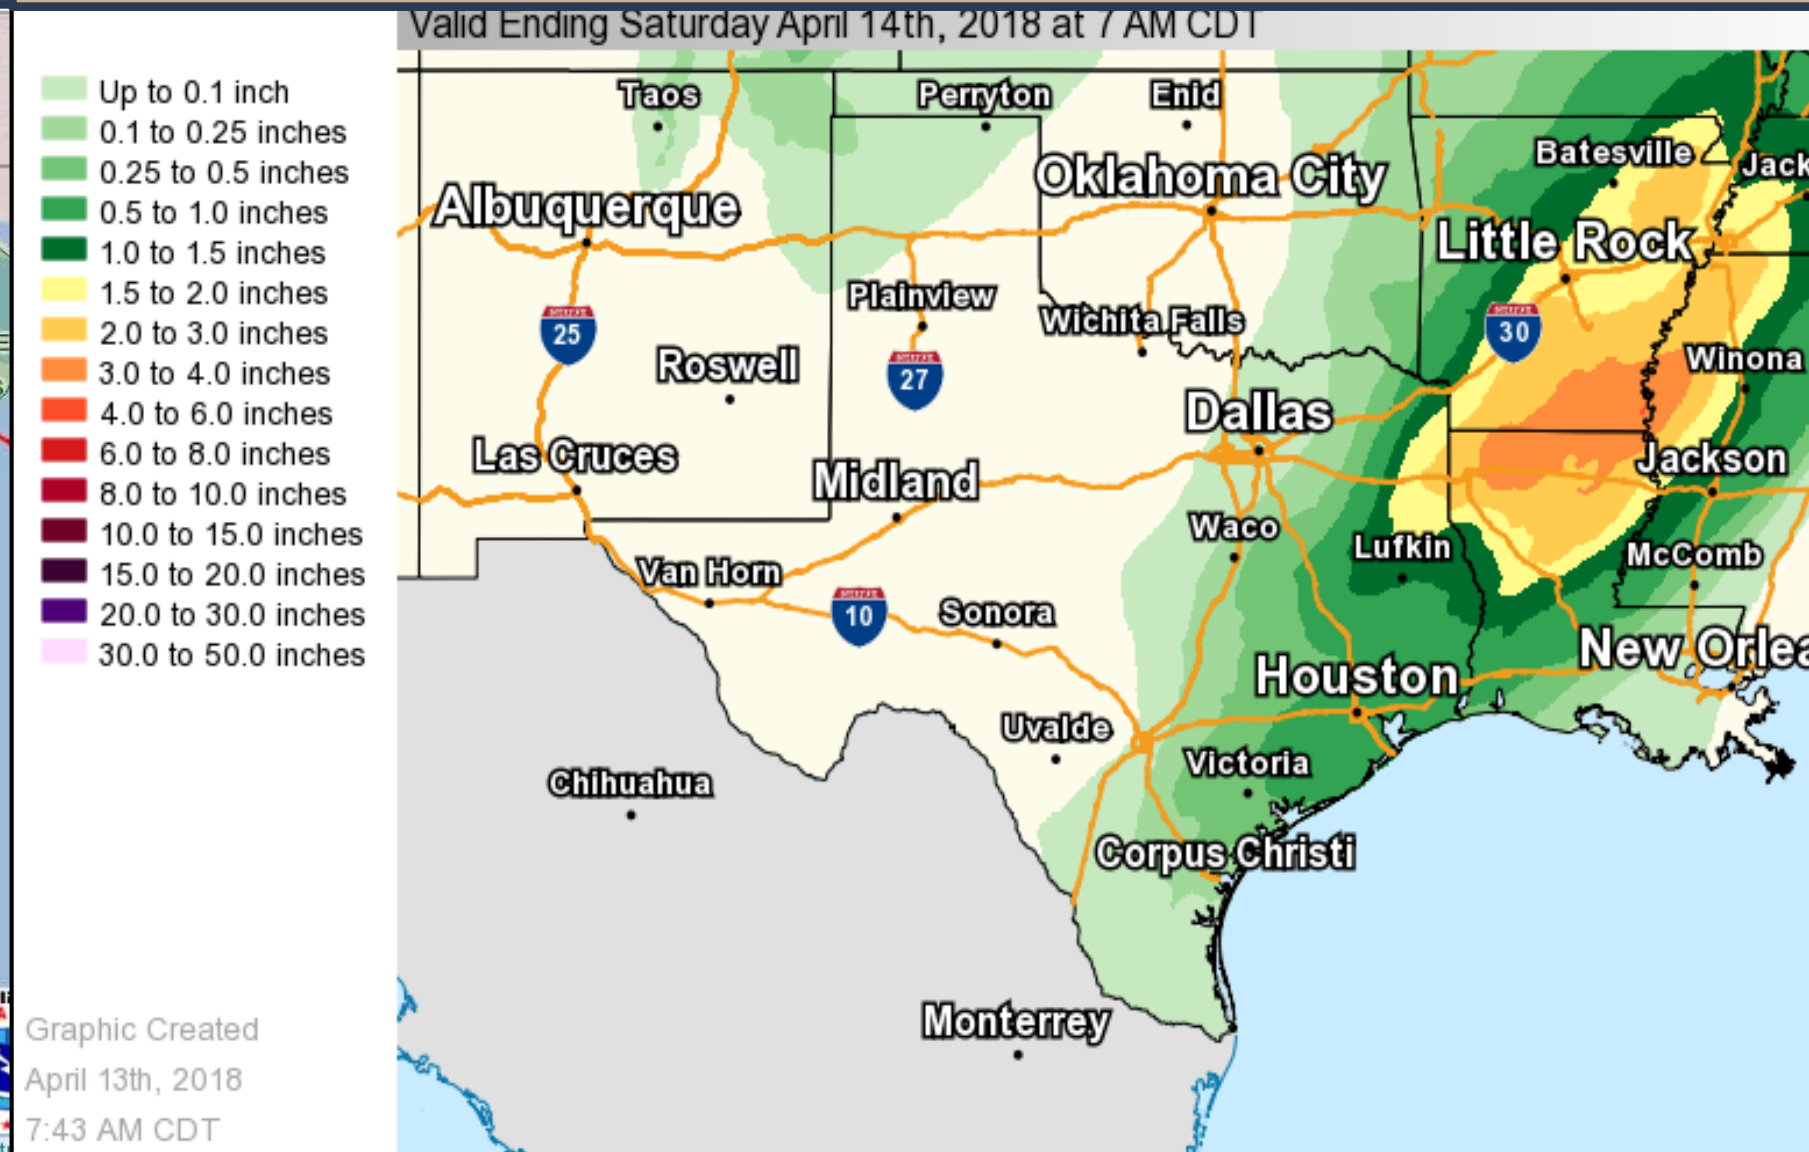 Valid Ending Saturday April 14th, 2018 at 7 AM CDT
Up to 0.1 inch
0.1 to 0.25 inches
0.25 to 0.5 inches
0.5 to 1.0 inches
1.0 to 1.5 inches
1.5 to 2.0 inches
2.0 to 3.0 inches
3.0 to 4.0 inches
4.0 to 6.0 inches
6.0 to 8.0 inches
8.0 to 10.0 inches
10.0 to 15.0 inches
15.0 to 20.0 inches
20.0 to 30.0 inches
30.0 to 50.0 inches
Graphic Created
April 13th, 2018
7:43 AM CDT
Taos
Perryton
Enid
Batesville
Jack
Oklahoma City
Albuquerque
Little Rock
Plainview
Wichita Falls
25
30
Roswell
27
Winona
Dallas
Las Cruces
Midland
Jackson
Waco
Lufkin
McComb
Van Horn
10
Sonora
New Orlea
Houston
Uvalde
Victoria
Chihuahua
Corpus Christi
Monterrey